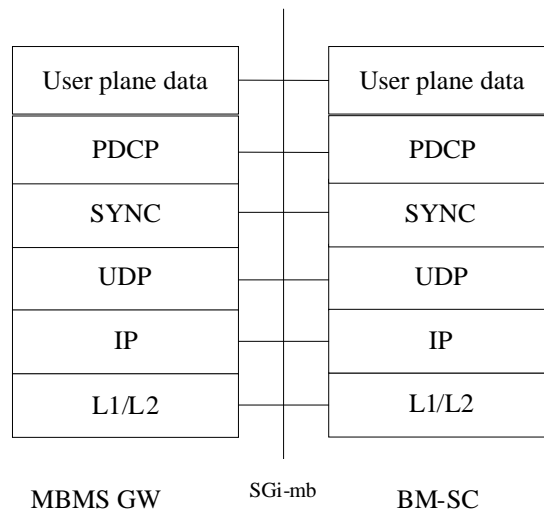 User plane data
User plane data
PDCP
PDCP
SYNC
SYNC
UDP
UDP
IP
IP
L1/L2
L1/L2
MBMS GW
SGi-mb
BM-SC